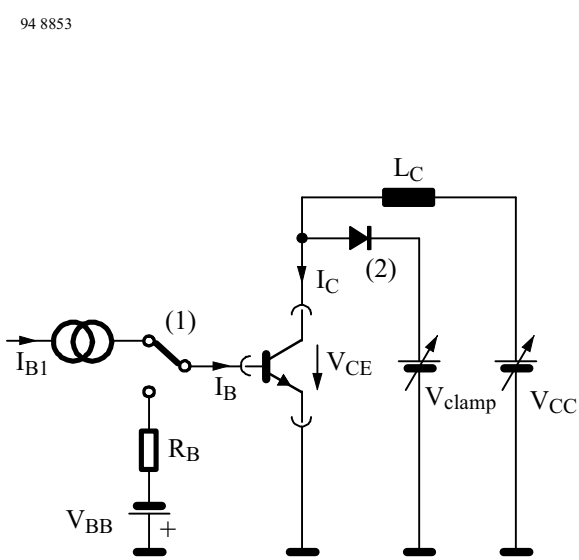 94 8853
L_C
(2)
I_C
(1)
I_B1
I_B
V_CE
V_clamp
V_CC
R_B
V_BB
+